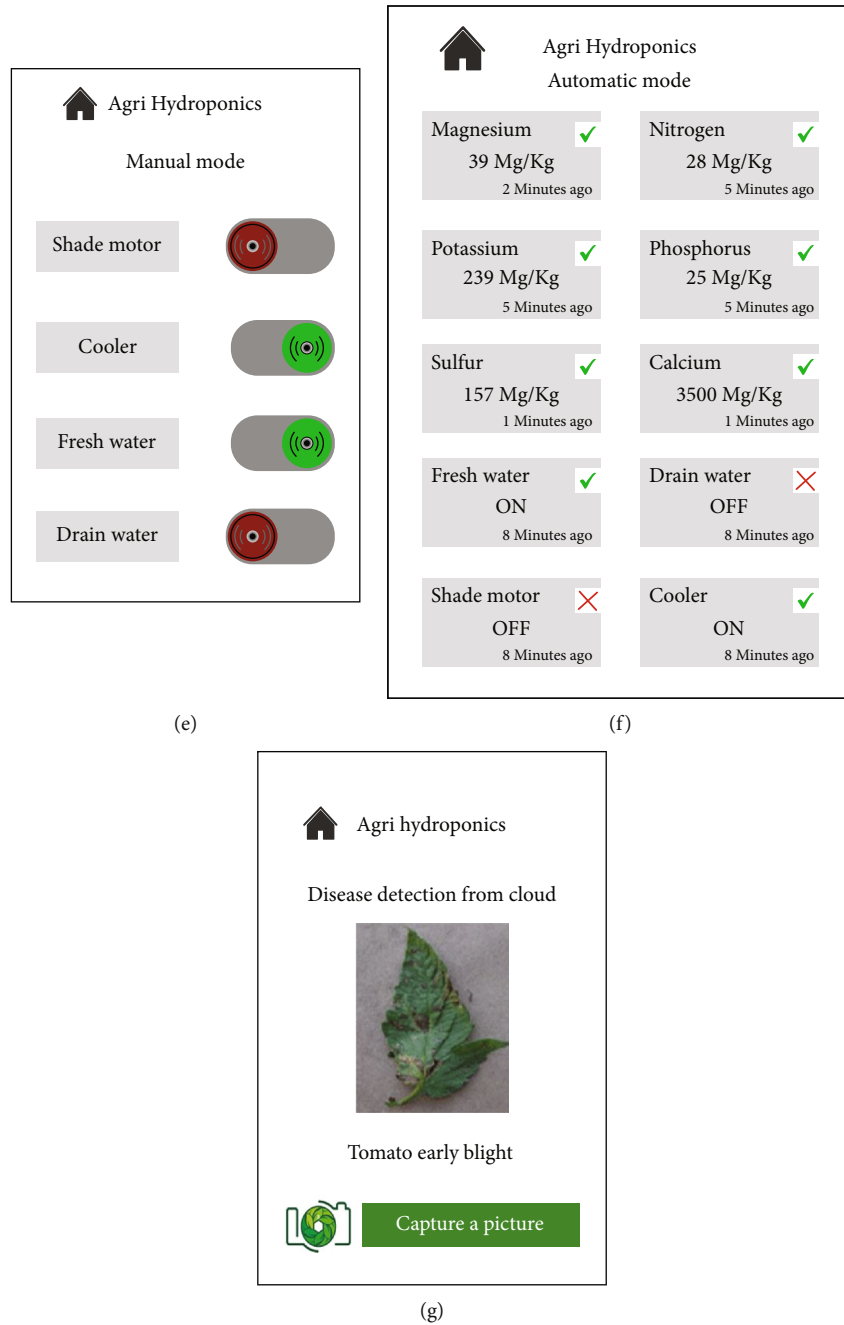 Agri Hydroponics
Manual mode
Shade motor
Cooler
Fresh water
Drain water
(e)
Agri Hydroponics
Automatic mode
Magnesium
39 Mg/Kg
2 Minutes ago
Nitrogen
28 Mg/Kg
5 Minutes ago
Potassium
239 Mg/Kg
5 Minutes ago
Phosphorus
25 Mg/Kg
5 Minutes ago
Sulfur
157 Mg/Kg
1 Minutes ago
Calcium
3500 Mg/Kg
1 Minutes ago
Fresh water
ON
8 Minutes ago
Drain water
OFF
8 Minutes ago
Shade motor
OFF
8 Minutes ago
Cooler
ON
8 Minutes ago
(f)
Agri hydroponics
Disease detection from cloud
Tomato early blight
Capture a picture
(g)